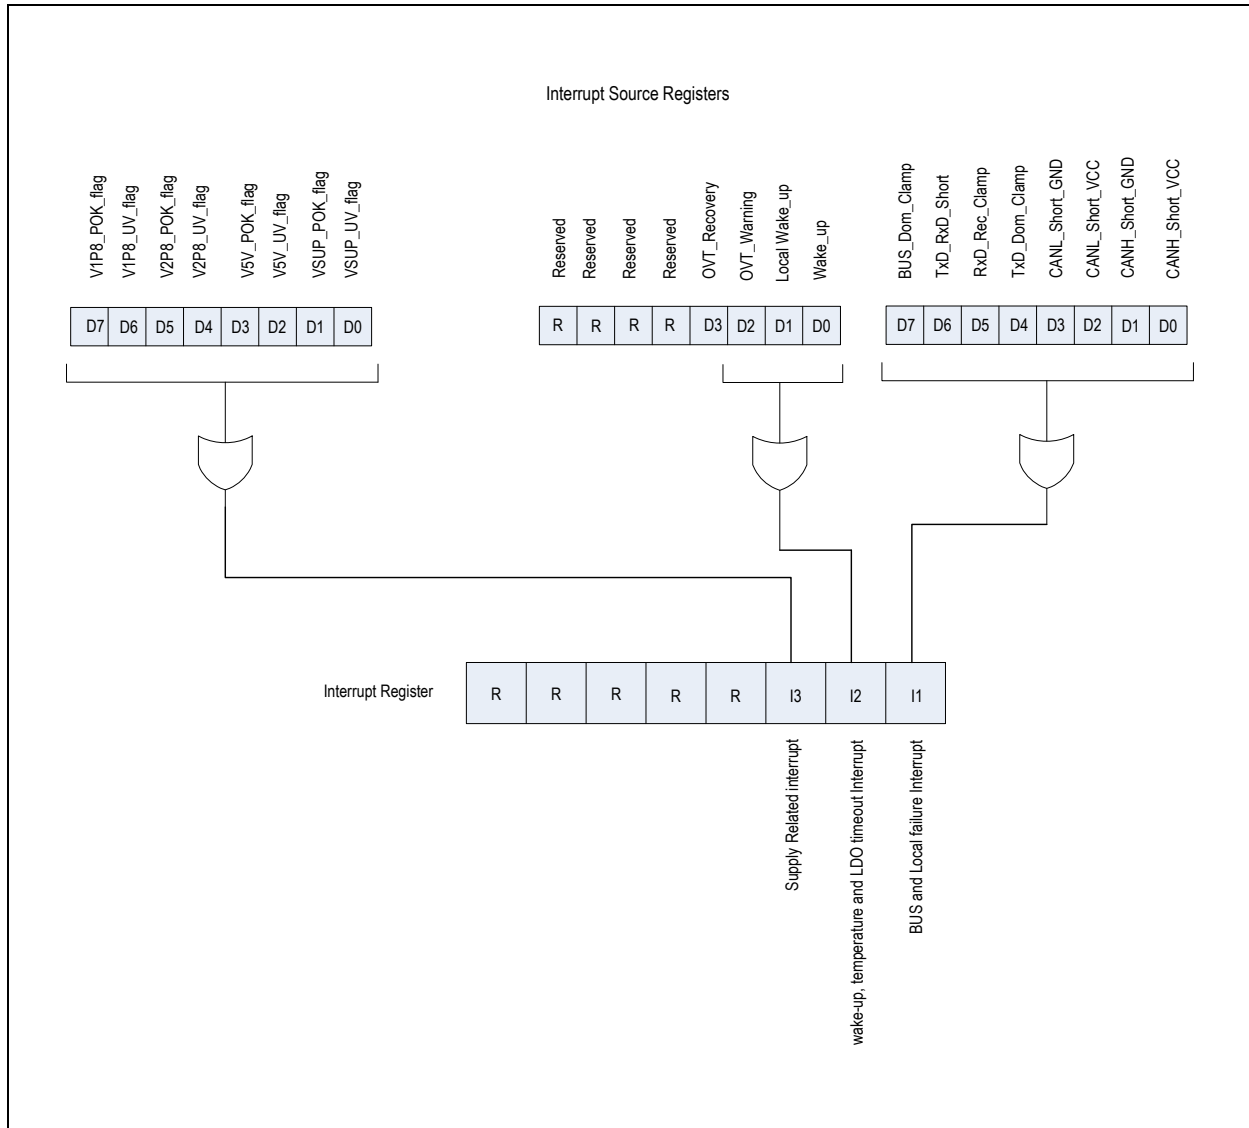 Interrupt Source Registers
V1P8_POK_flag
V1P8_UV_flag
V2P8_POK_flag
V2P8_UV_flag
V5V_POK_flag
V5V_UV_flag
VSUP_POK_flag
VSUP_UV_flag
D7 D6 D5 D4 D3 D2 D1 D0
Reserved
Reserved
Reserved
Reserved
OVT_Recovery
OVT_Warning
Local Wake_up
Wake_up
R R R R D3 D2 D1 D0
BUS_Dom_Clamp
TxD_RxD_Short
RxD_Rec_Clamp
TxD_Dom_Clamp
CANL_Short_GND
CANL_Short_VCC
CANH_Short_GND
CANH_Short_VCC
D7 D6 D5 D4 D3 D2 D1 D0
Interrupt Register
R R R R R I3 I2 I1
Supply Related interrupt
wake-up, temperature and LDO timeout Interrupt
BUS and Local failure Interrupt